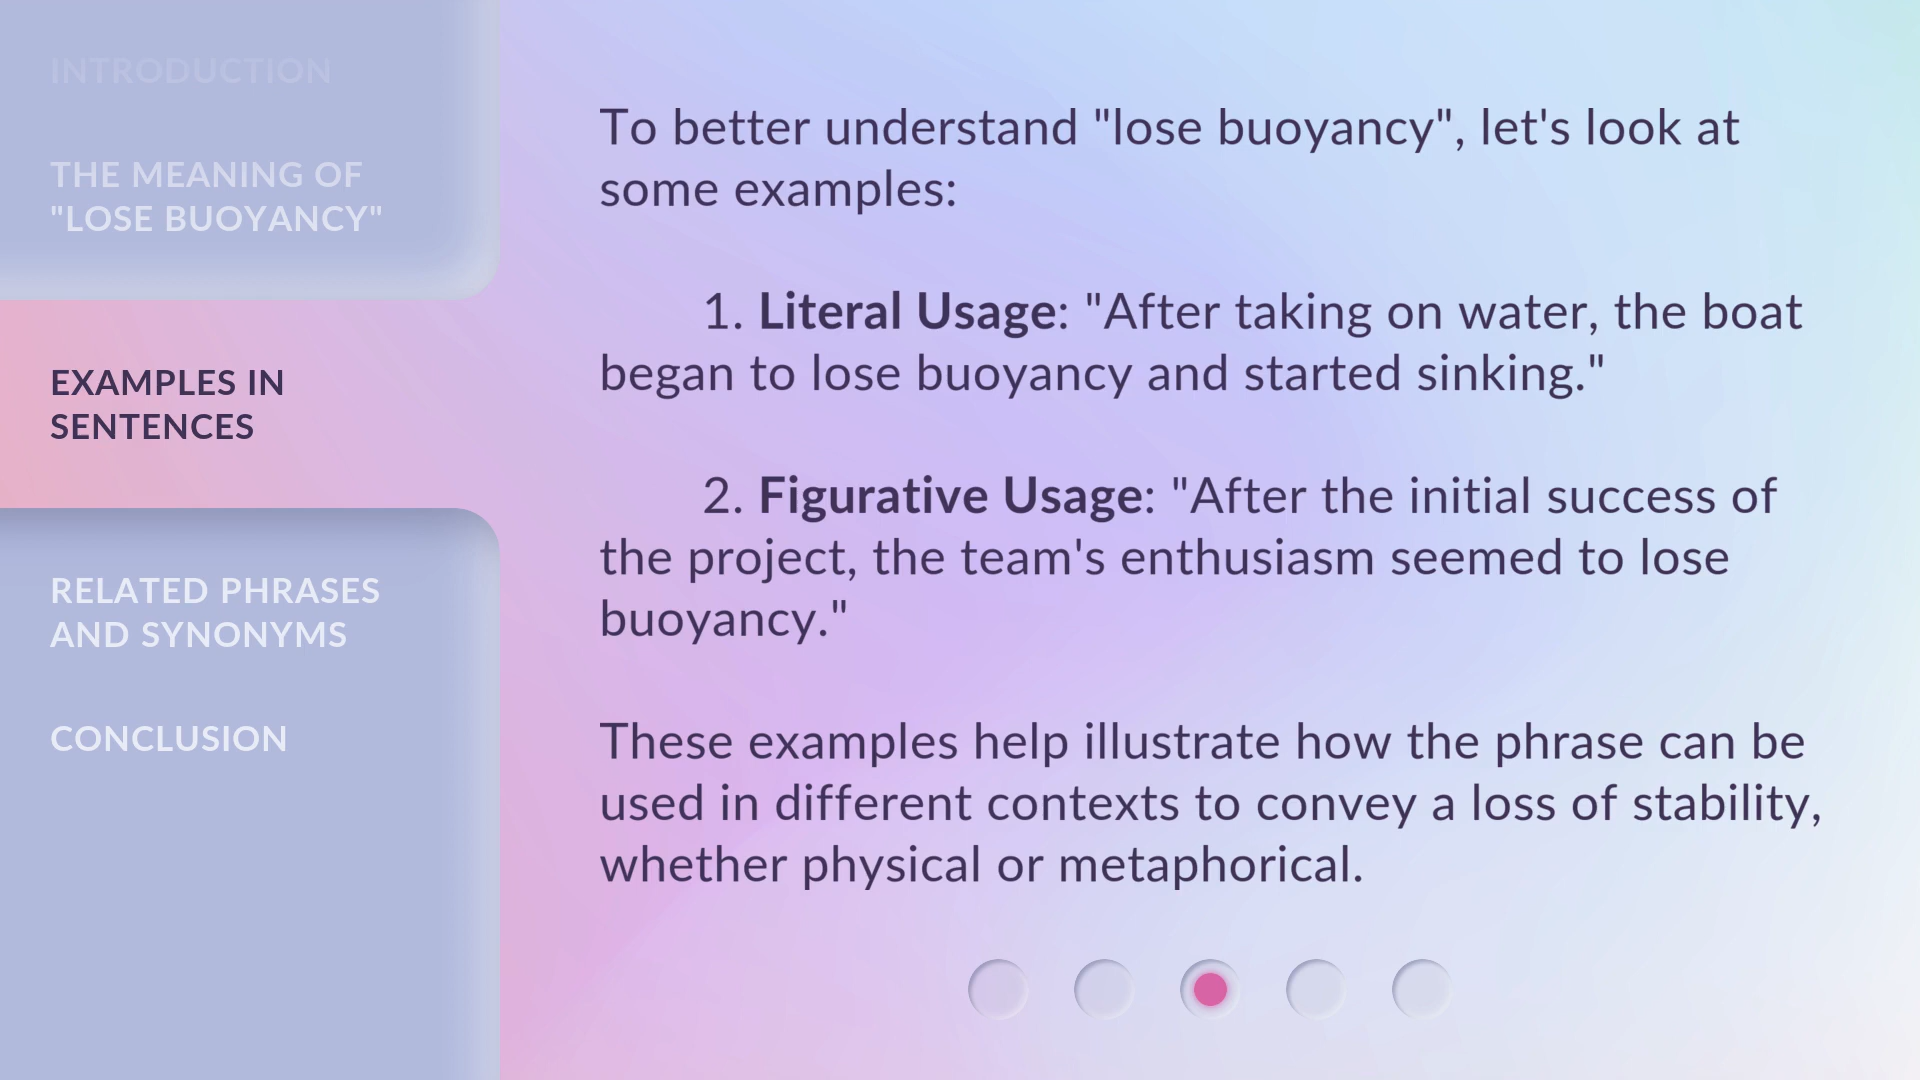 INTRODUCTION
THE MEANING OF
"LOSE BUOYANCY"
EXAMPLES IN
SENTENCES
RELATED PHRASES
AND SYNONYMS
CONCLUSION
To better understand "lose buoyancy", let's look at
some examples:
1. Literal Usage: "After taking on water, the boat
began to lose buoyancy and started sinking."
2. Figurative Usage: "After the initial success of
the project, the team's enthusiasm seemed to lose
buoyancy."
These examples help illustrate how the phrase can be
used in different contexts to convey a loss of stability,
whether physical or metaphorical.